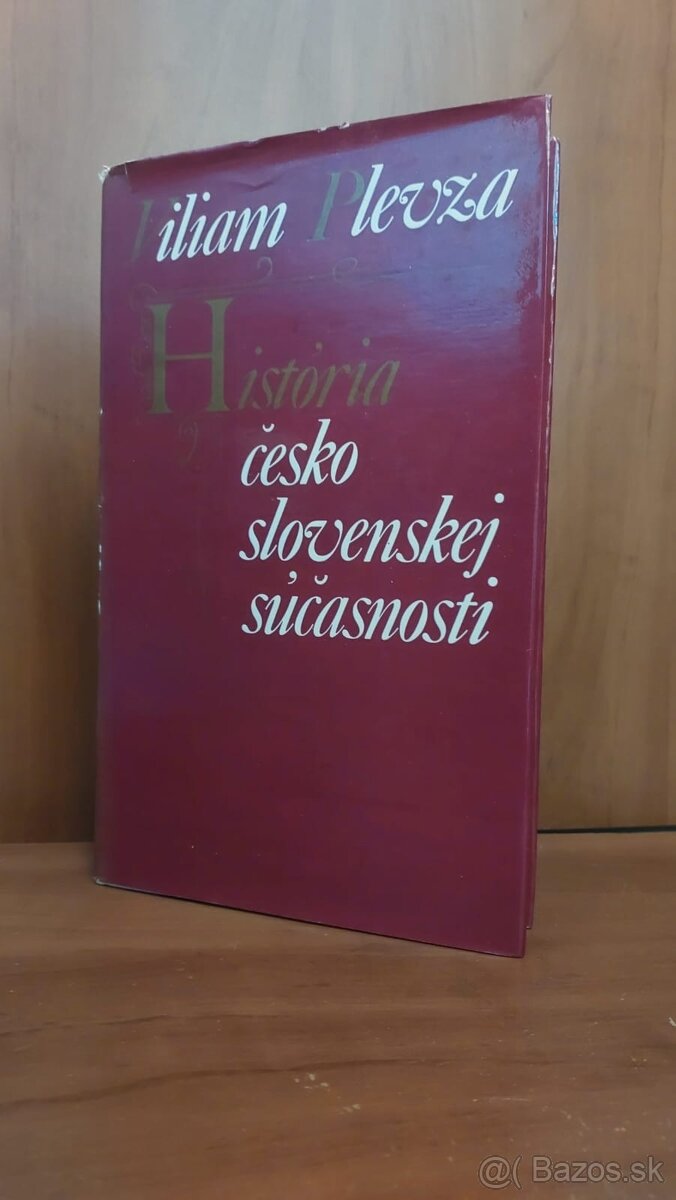 Viliam Plevza
História
česko
slovenskej
súčasnosti
@( Bazos.sk